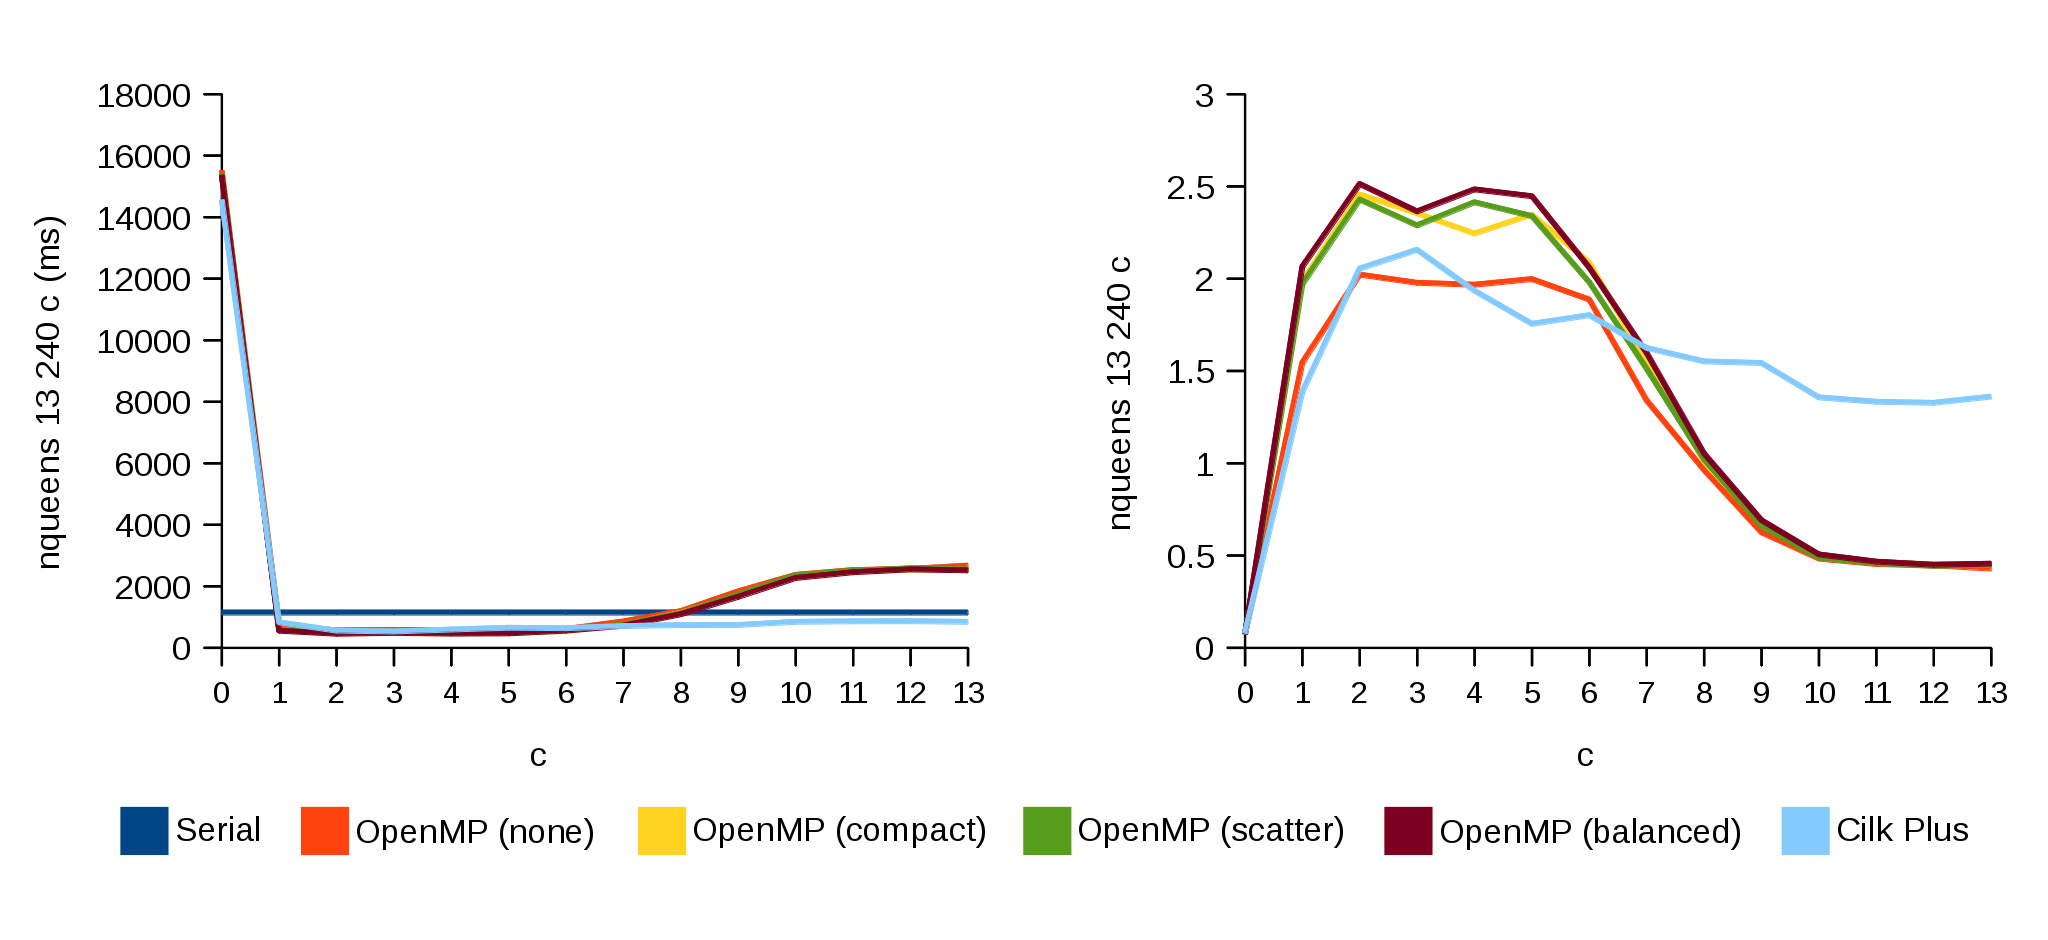 18000
16000
14000
12000
10000
8000
6000
4000
2000
0
nqueens 13 240 c (ms)
0 1 2 3 4 5 6 7 8 9 10 11 12 13
c
3
2.5
2
1.5
1
0.5
0
nqueens 13 240 c
0 1 2 3 4 5 6 7 8 9 10 11 12 13
c
Serial OpenMP (none) OpenMP (compact) OpenMP (scatter) OpenMP (balanced) Cilk Plus